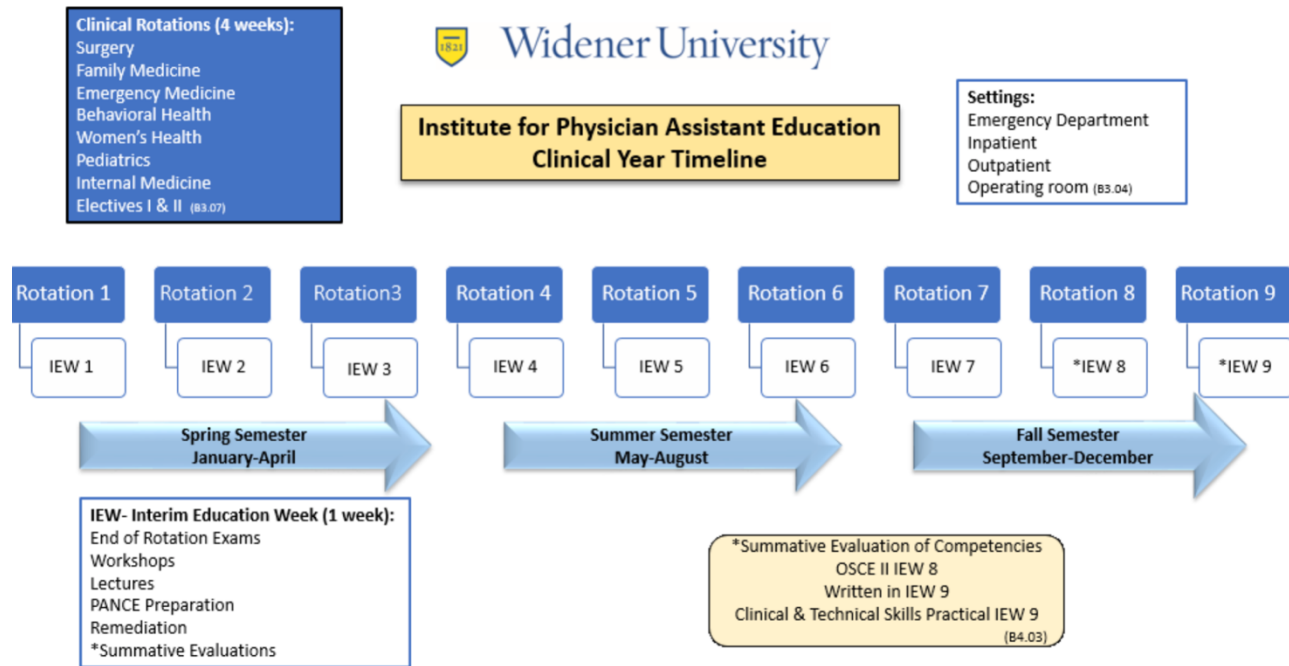 Clinical Rotations (4 weeks):
Surgery
Family Medicine
Emergency Medicine
Behavioral Health
Women's Health
Pediatrics
Internal Medicine
Electives I & II (B3.07)
1821
Widener University
Institute for Physician Assistant Education
Clinical Year Timeline
Settings:
Emergency Department
Inpatient
Outpatient
Operating room (B3.04)
Rotation 1
Rotation 2
Rotation3
Rotation 4
Rotation 5
Rotation 6
Rotation 7
Rotation 8
Rotation 9
IEW 1
IEW 2
IEW 3
IEW 4
IEW 5
IEW 6
IEW 7
*IEW 8
*IEW 9
Spring Semester
January-April
Summer Semester
May-August
Fall Semester
September-December
IEW- Interim Education Week (1 week):
End of Rotation Exams
Workshops
Lectures
PANCE Preparation
Remediation
*Summative Evaluations
*Summative Evaluation of Competencies
OSCE II IEW 8
Written in IEW 9
Clinical & Technical Skills Practical IEW 9
(B4.03)